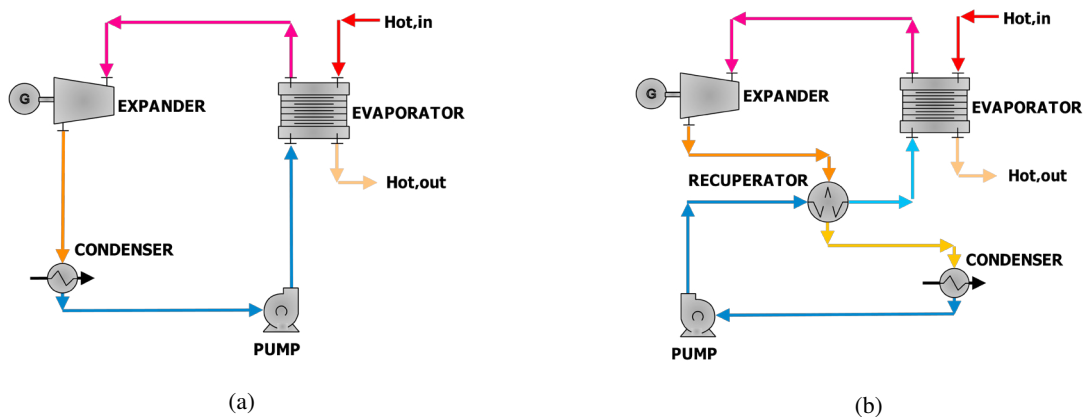 Hot,in
G
EXPANDER
EVAPORATOR
Hot,out
CONDENSER
PUMP
(a)
Hot,in
G
EXPANDER
EVAPORATOR
RECUPERATOR
Hot,out
CONDENSER
PUMP
(b)